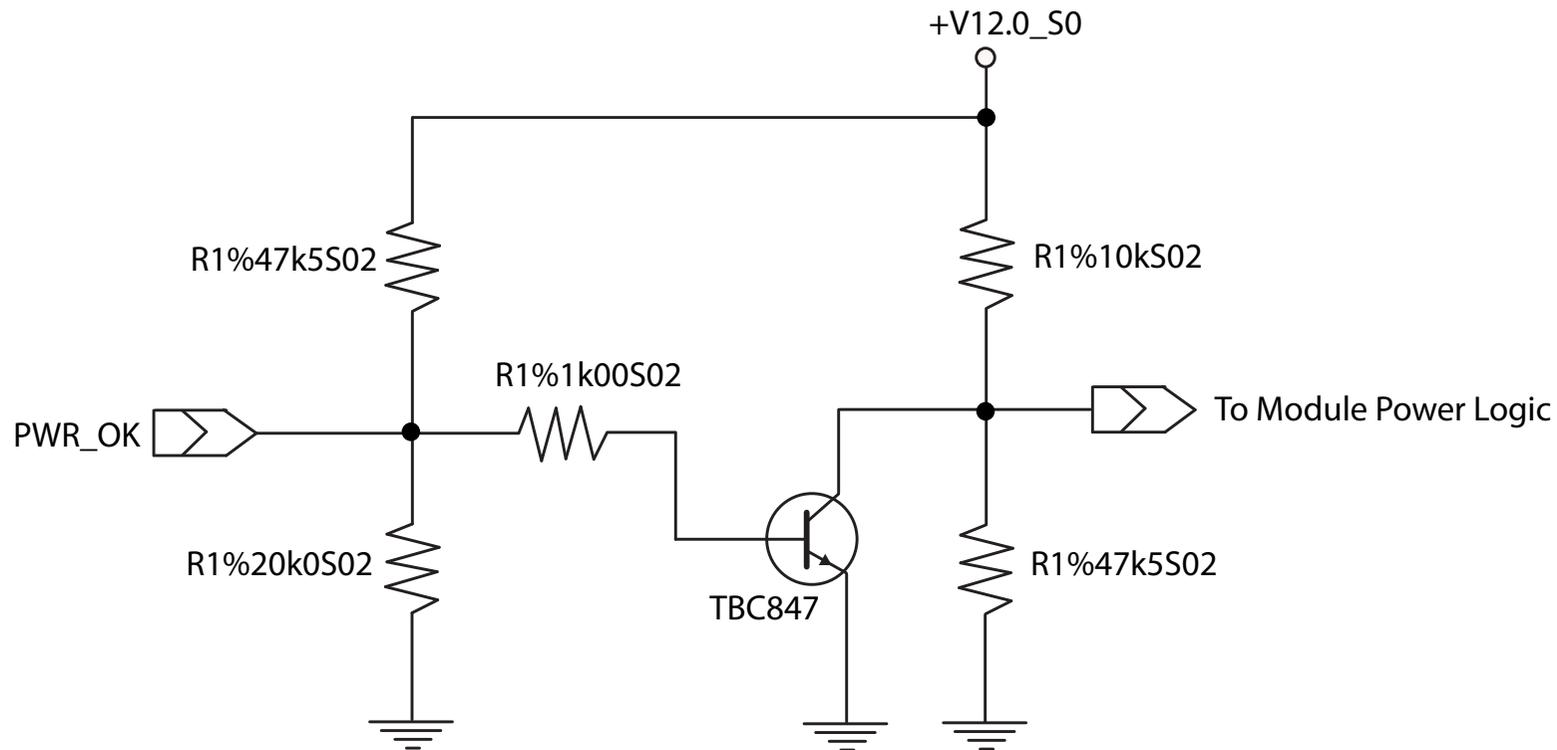 +V12.0_S0
R1%47k5S02
R1%10kS02
R1%1k00S02
PWR_OK
To Module Power Logic
R1%20k0S02
R1%47k5S02
TBC847